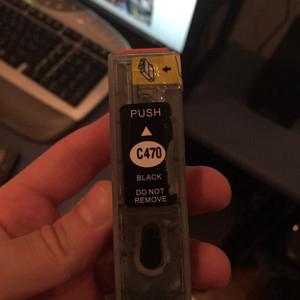 PUSH
C470
BLACK
DO NOT
REMOVE